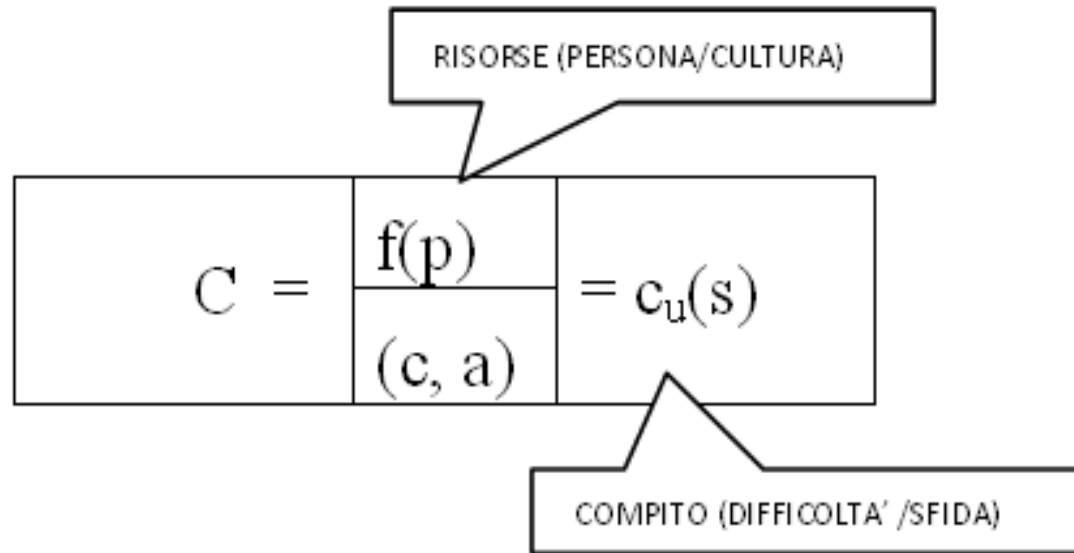 RISORSE (PERSONA/CULTURA)
f(p)
C = = cᵤ(s)
(c, a)
COMPITO (DIFFICOLTA' /SFIDA)